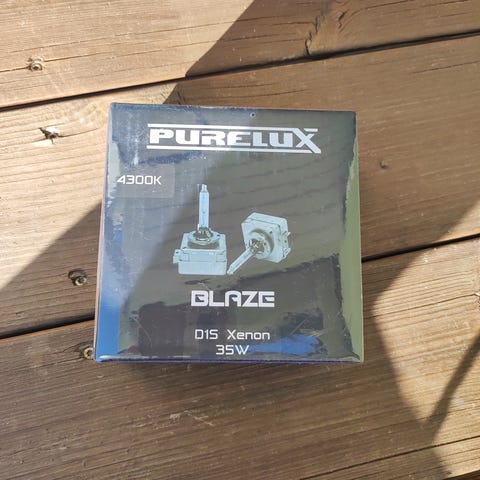 PURELUX
4300K
BLAZE
D1S Xenon
35W